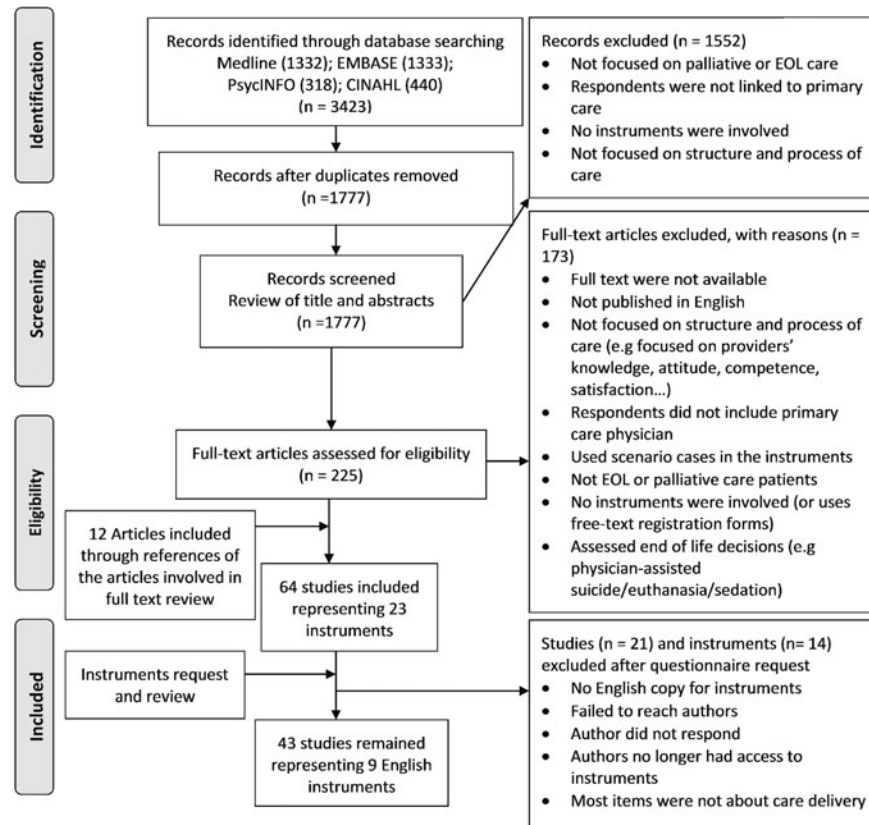 Identification
Records identified through database searching
Medline (1332); EMBASE (1333);
PsycINFO (318); CINAHL (440)
(n = 3423)
Records after duplicates removed
(n =1777)
Records excluded (n = 1552)
• Not focused on palliative or EOL care
• Respondents were not linked to primary
care
• No instruments were involved
• Not focused on structure and process of
care
Screening
Records screened
Review of title and abstracts
(n =1777)
Full-text articles excluded, with reasons (n =
173)
• Full text were not available
• Not published in English
• Not focused on structure and process of
care (e.g focused on providers'
knowledge, attitude, competence,
satisfaction...)
• Respondents did not include primary
care physician
• Used scenario cases in the instruments
• Not EOL or palliative care patients
• No instruments were involved (or uses
free-text registration forms)
• Assessed end of life decisions (e.g
physician-assisted
suicide/euthanasia/sedation)
Eligibility
Full-text articles assessed for eligibility
(n = 225)
12 Articles included
through references of
the articles involved in
full text review
64 studies included
representing 23
instruments
Included
Instruments request
and review
Studies (n = 21) and instruments (n= 14)
excluded after questionnaire request
• No English copy for instruments
• Failed to reach authors
• Author did not respond
• Authors no longer had access to
instruments
• Most items were not about care delivery
43 studies remained
representing 9 English
instruments